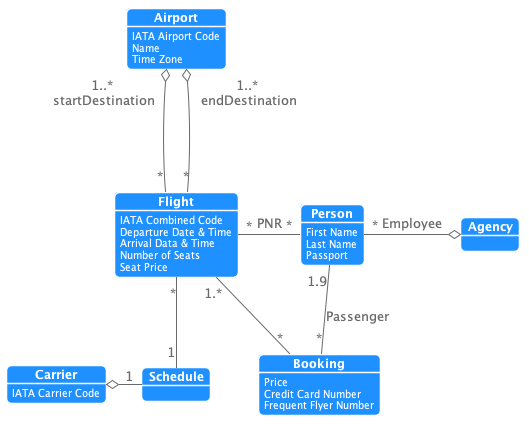 Airport
IATA Airport Code
Name
Time Zone
1..*
startDestination
1..*
endDestination
*
*
Flight
IATA Combined Code
Departure Date & Time
Arrival Data & Time
Number of Seats
Seat Price
* PNR *
Person
First Name
Last Name
Passport
* Employee
Agency
1.9
Passenger
*
1.*
*
*
1
Carrier
IATA Carrier Code
1
Schedule
Booking
Price
Credit Card Number
Frequent Flyer Number